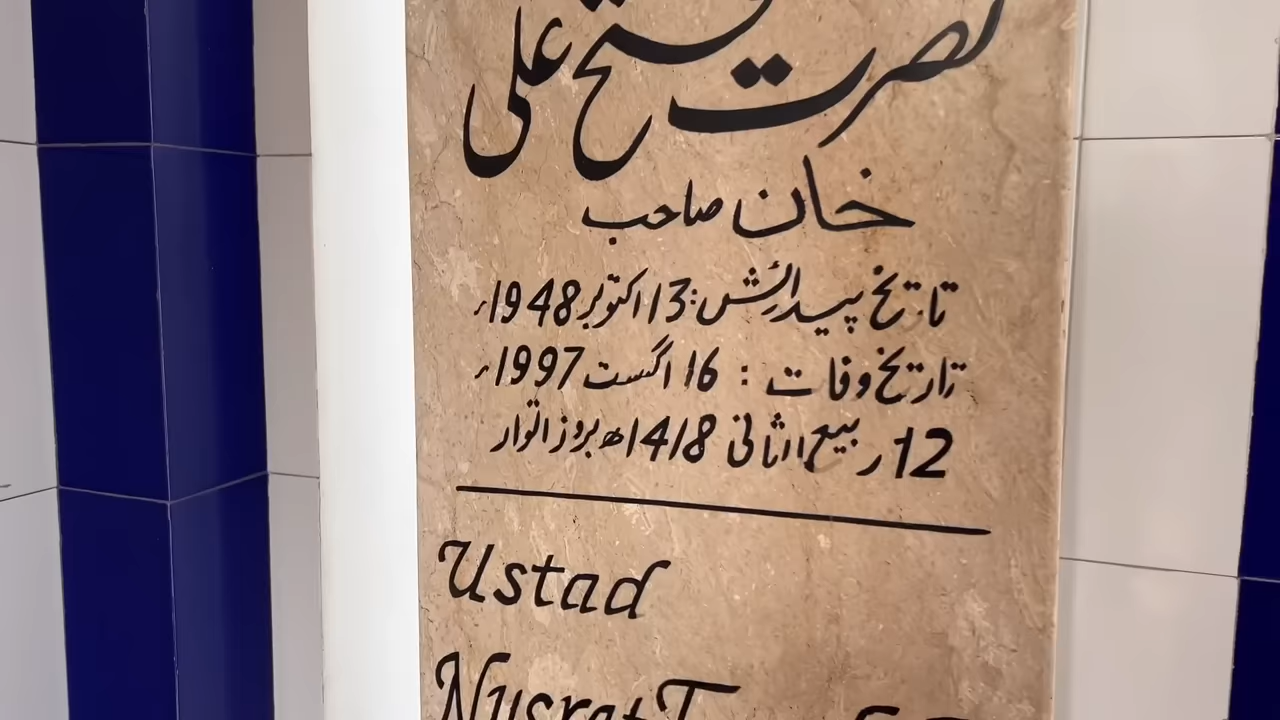 نصرت فتح علی
خان صاحب
تاریخ پیدائش: 13 اکتوبر 1948ء
تاریخ وفات : 16 اگست 1997ء
12 ربیع الثانی 1418ھ بروز اتوار
Ustad
Nusrat